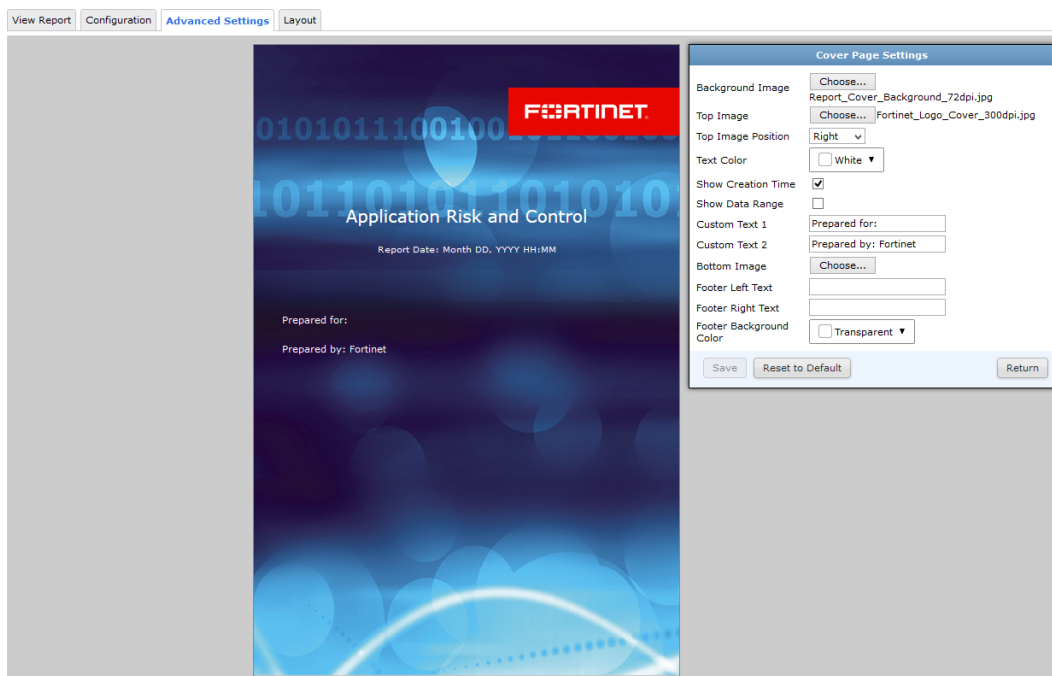 View Report Configuration Advanced Settings Layout
FORTINET
Application Risk and Control
Report Date: Month DD, YYYY HH:MM
Prepared for:
Prepared by: Fortinet
Cover Page Settings
Background Image Choose...
Report_Cover_Background_72dpi.jpg
Top Image Choose... Fortinet_Logo_Cover_300dpi.jpg
Top Image Position Right
Text Color White
Show Creation Time
Show Data Range
Custom Text 1 Prepared for:
Custom Text 2 Prepared by: Fortinet
Bottom Image Choose...
Footer Left Text
Footer Right Text
Footer Background
Color Transparent
Save Reset to Default Return